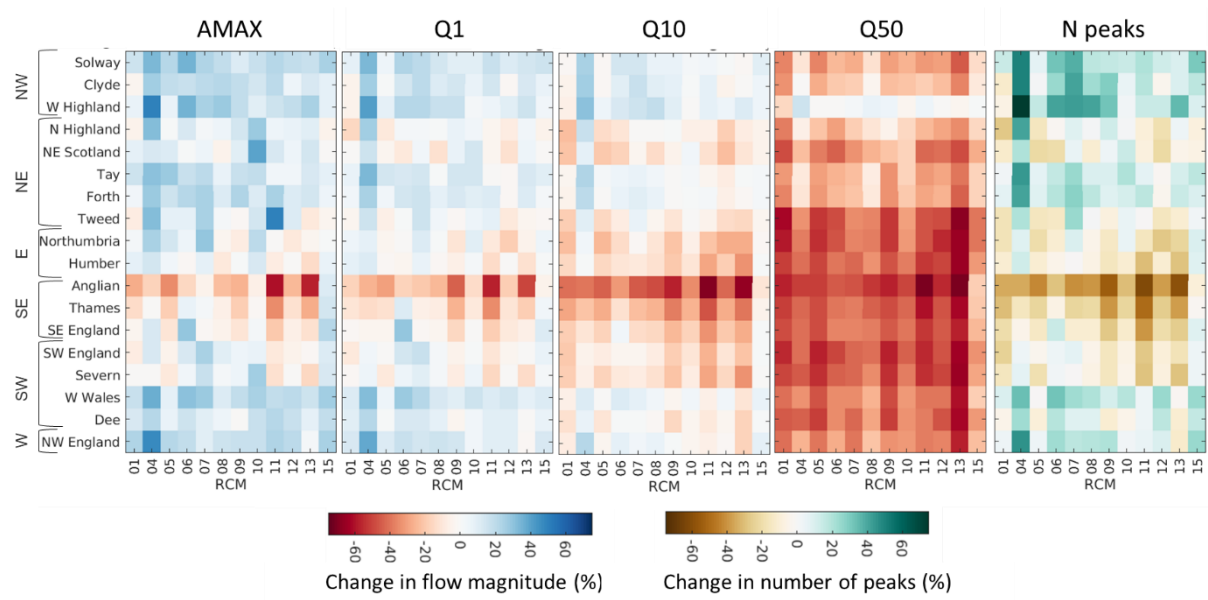 AMAX Q1 Q10 Q50 N peaks
NW
Solway
Clyde
W Highland
NE
N Highland
NE Scotland
Tay
Forth
Tweed
E
Northumbria
Humber
SE
Anglian
Thames
SE England
SW
SW England
Severn
W Wales
Dee
W
NW England
01 04 05 06 07 08 09 10 11 12 13 15
01 04 05 06 07 08 09 10 11 12 13 15
01 04 05 06 07 08 09 10 11 12 13 15
01 04 05 06 07 08 09 10 11 12 13 15
01 04 05 06 07 08 09 10 11 12 13 15
RCM RCM RCM RCM RCM
-60 -40 -20 0 20 40 60
-60 -40 -20 0 20 40 60
Change in flow magnitude (%) Change in number of peaks (%)